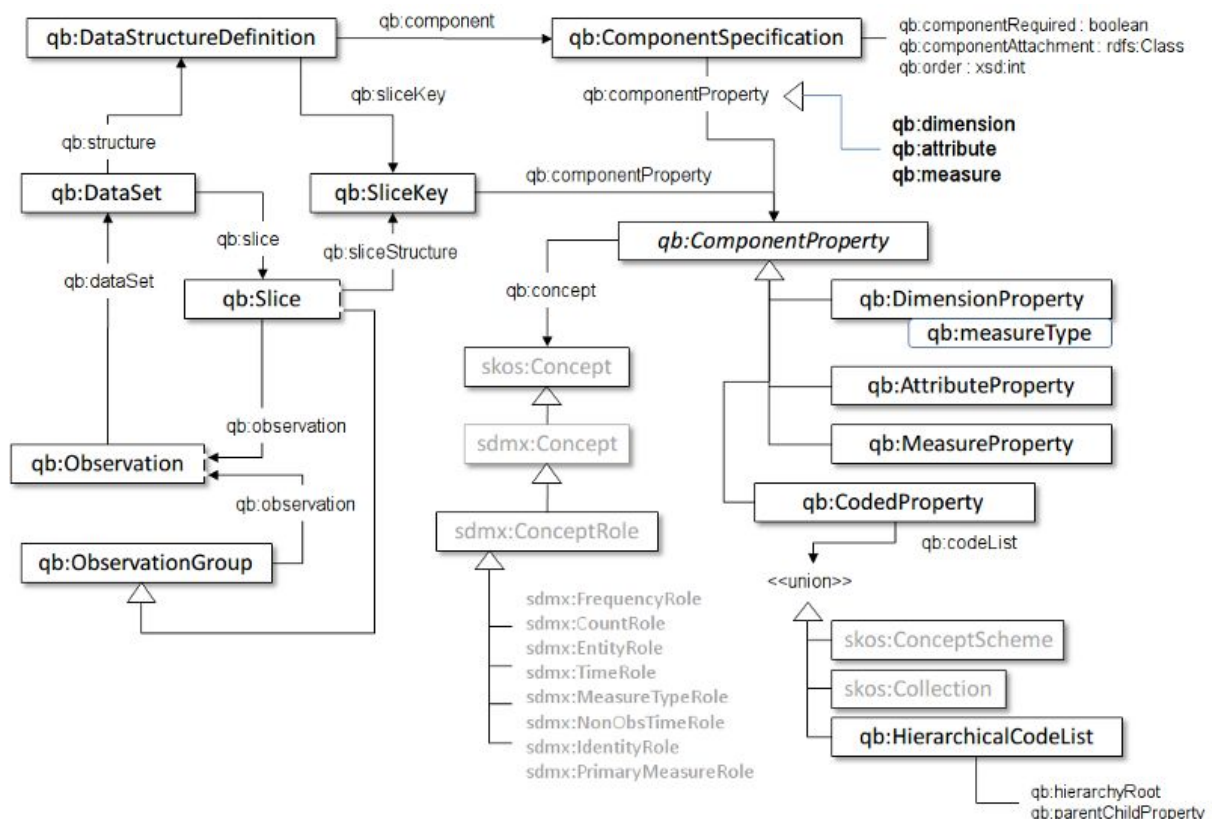 qb:component
qb:DataStructureDefinition
qb:ComponentSpecification
qb:componentRequired : boolean
qb:componentAttachment : rdfs:Class
qb:order : xsd:int
qb:sliceKey
qb:componentProperty
qb:dimension
qb:attribute
qb:measure
qb:structure
qb:DataSet
qb:SliceKey
qb:componentProperty
qb:slice
qb:sliceStructure
qb:ComponentProperty
qb:dataSet
qb:Slice
qb:concept
qb:DimensionProperty
qb:measureType
skos:Concept
qb:AttributeProperty
qb:observation
sdmx:Concept
qb:MeasureProperty
qb:Observation
qb:observation
qb:CodedProperty
sdmx:ConceptRole
qb:codeList
qb:ObservationGroup
<<union>>
sdmx:FrequencyRole
sdmx:CountRole
sdmx:EntityRole
sdmx:TimeRole
sdmx:MeasureTypeRole
sdmx:NonObsTimeRole
sdmx:IdentityRole
sdmx:PrimaryMeasureRole
skos:ConceptScheme
skos:Collection
qb:HierarchicalCodeList
qb:hierarchyRoot
qb:parentChildProperty